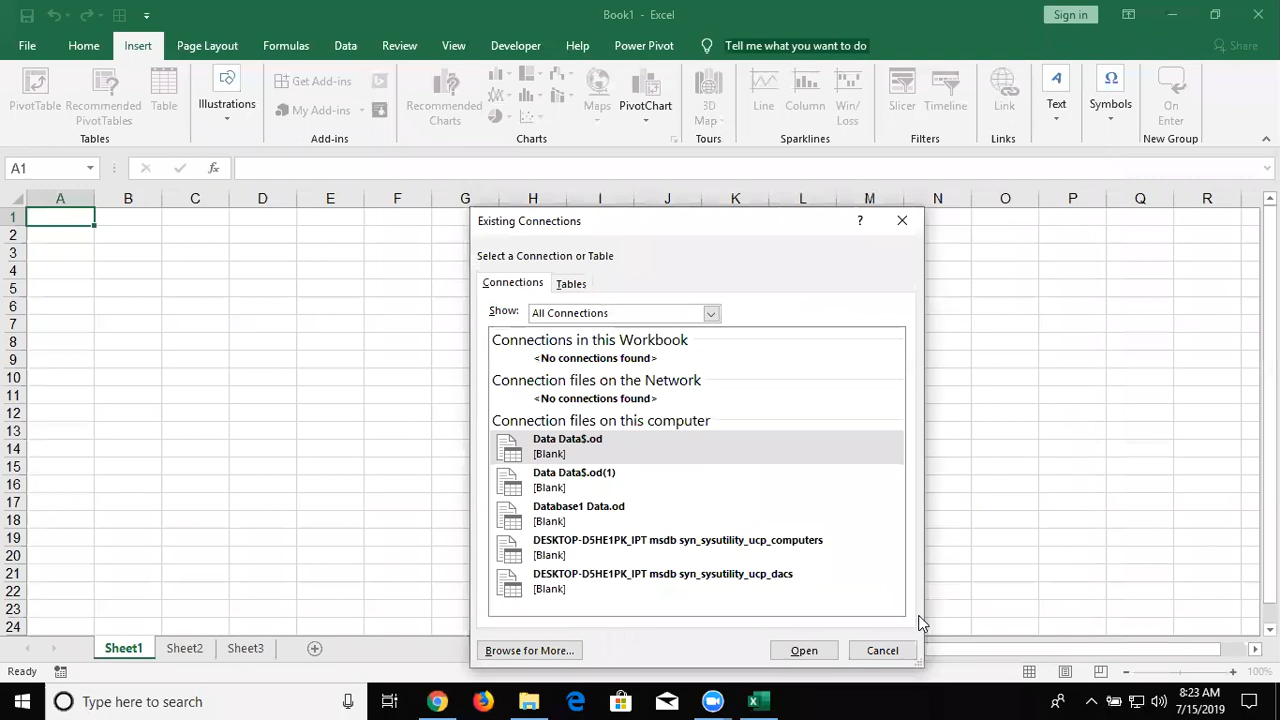 Book1 - Excel
Sign in
File Home Insert Page Layout Formulas Data Review View Developer Help Power Pivot Tell me what you want to do Share
PivotTable Recommended PivotTables Table Illustrations Get Add-ins My Add-ins Recommended Charts Maps PivotChart 3D Map Line Column Win/Loss Slicer Timeline Link Text Symbols On Enter
Tables Add-ins Charts Tours Sparklines Filters Links New Group
A1 fx
A B C D E F G H I J K L M N O P Q R
1
2
3
4
5
6
7
8
9
10
11
12
13
14
15
16
17
18
19
20
21
22
23
24
Existing Connections ?
Select a Connection or Table
Connections Tables
Show: All Connections
Connections in this Workbook
<No connections found>
Connection files on the Network
<No connections found>
Connection files on this computer
Data Data$.od
[Blank]
Data Data$.od(1)
[Blank]
Database1 Data.od
[Blank]
DESKTOP-D5HE1PK_IPT msdb syn_sysutility_ucp_computers
[Blank]
DESKTOP-D5HE1PK_IPT msdb syn_sysutility_ucp_dacs
[Blank]
Browse for More... Open Cancel
Sheet1 Sheet2 Sheet3
Ready 100%
Type here to search
8:23 AM
7/15/2019